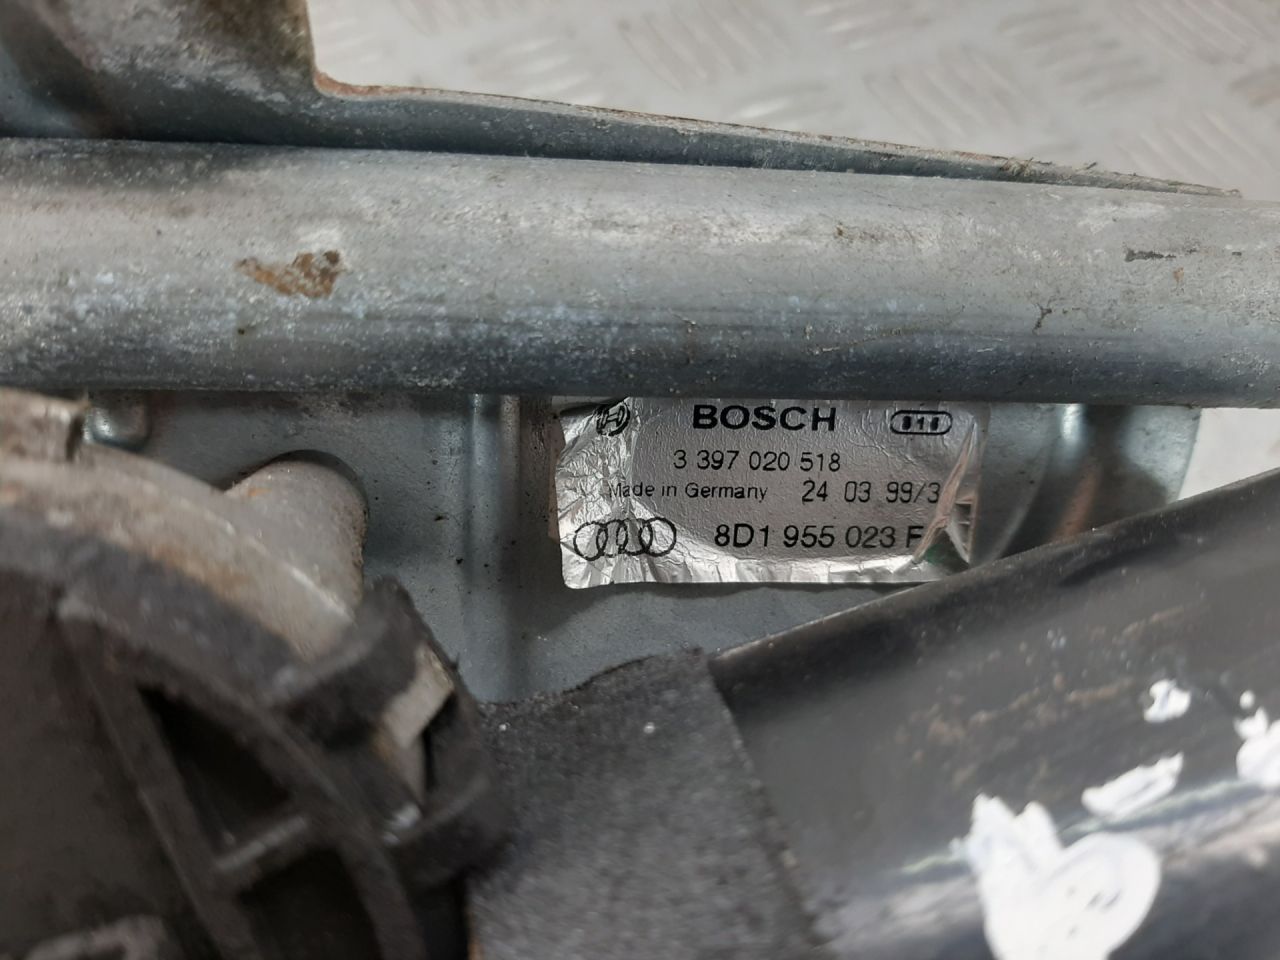 BOSCH
3 397 020 518
Made in Germany 24 03 99/3
8D1 955 023 F